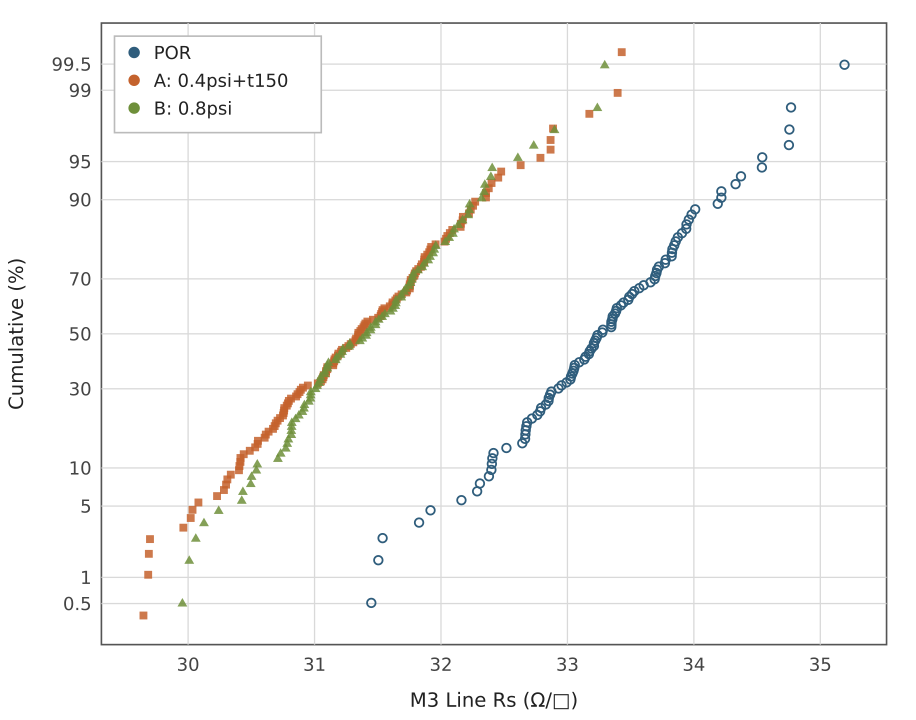 POR
A: 0.4psi+t150
B: 0.8psi
Cumulative (%)
99.5
99
95
90
70
50
30
10
5
1
0.5
30 31 32 33 34 35
M3 Line Rs (Ω/□)